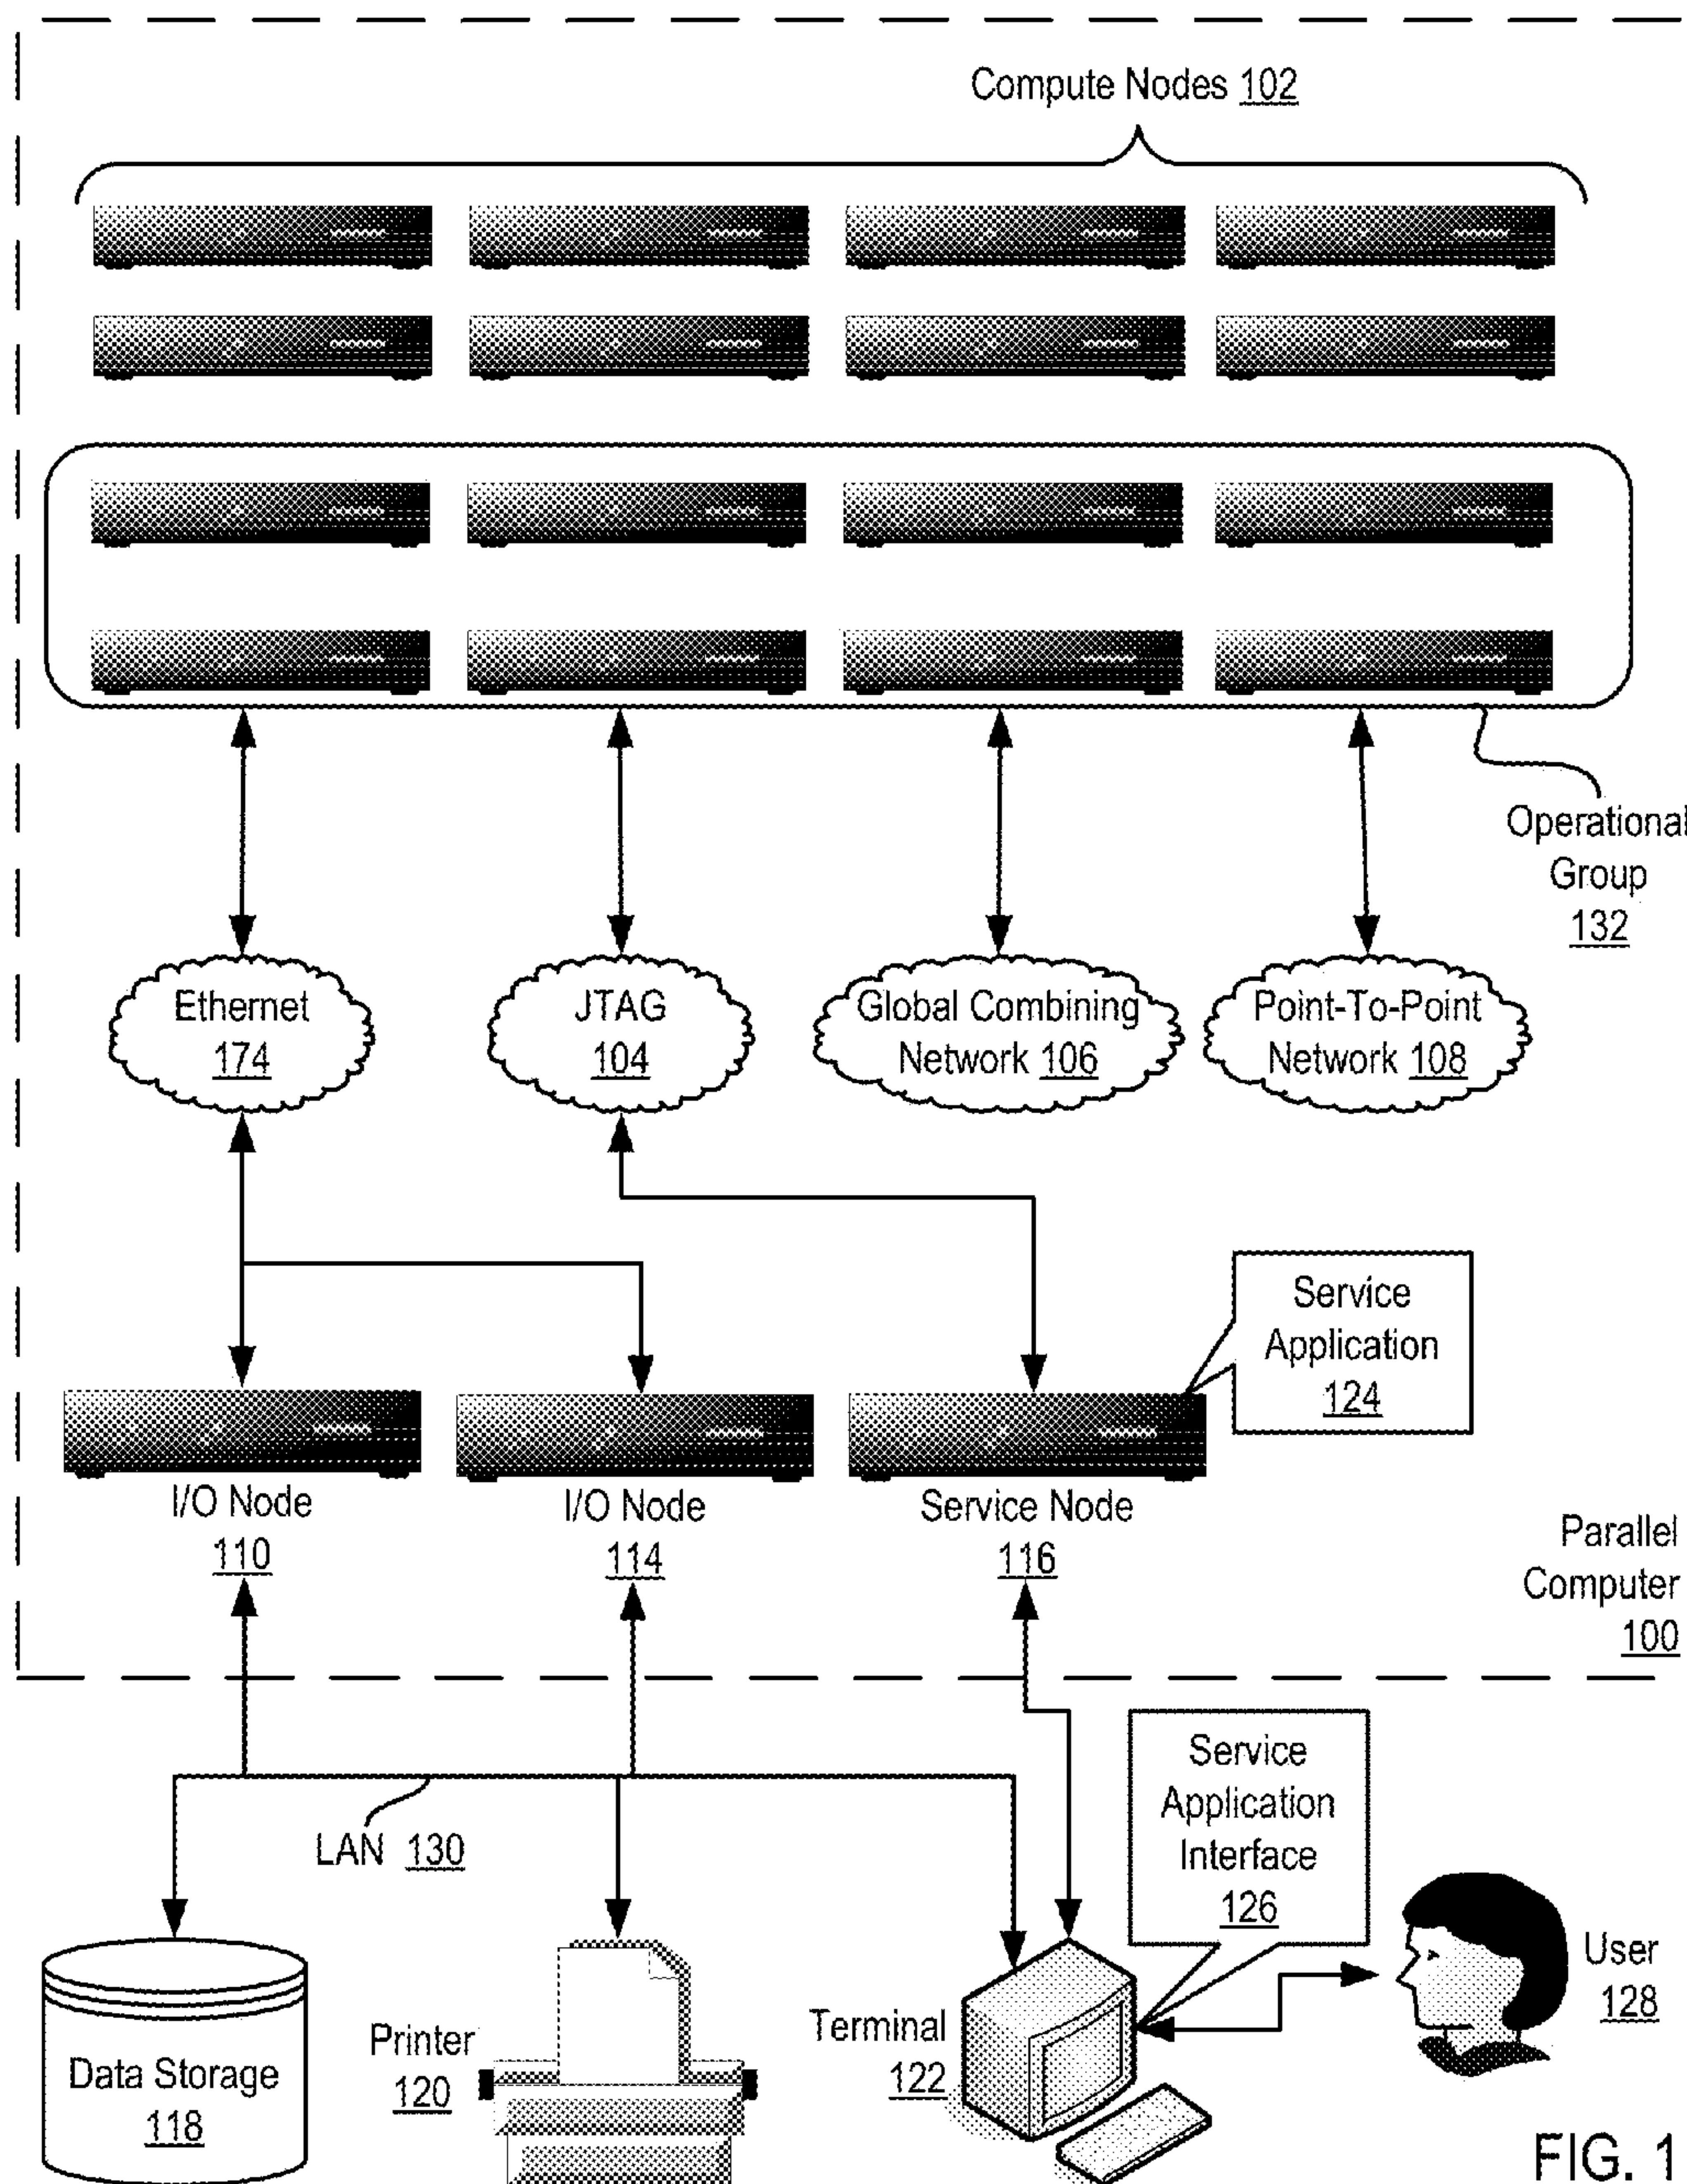 Compute Nodes 102
Operational
Group
132
Ethernet
174
JTAG
104
Global Combining
Network 106
Point-To-Point
Network 108
Service
Application
124
I/O Node
110
I/O Node
114
Service Node
116
Parallel
Computer
100
LAN 130
Service
Application
Interface
126
User
128
Data Storage
118
Printer
120
Terminal
122
FIG. 1